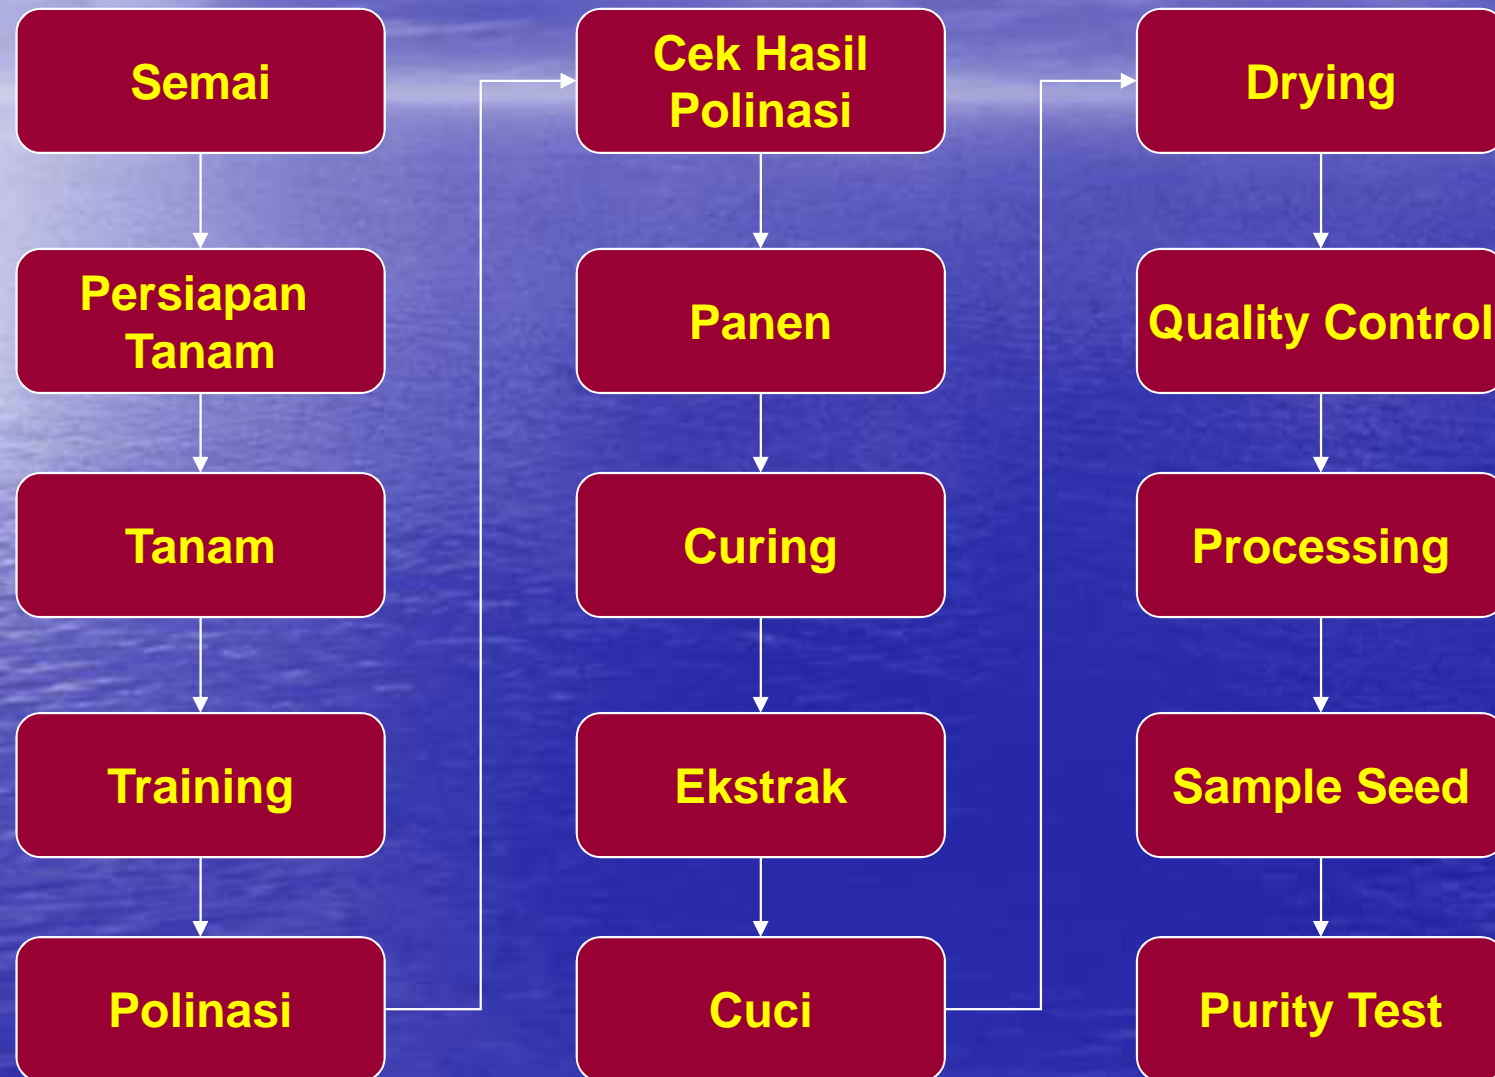 Semai
Persiapan
Tanam
Tanam
Training
Polinasi
Cek Hasil
Polinasi
Panen
Curing
Ekstrak
Cuci
Drying
Quality Control
Processing
Sample Seed
Purity Test